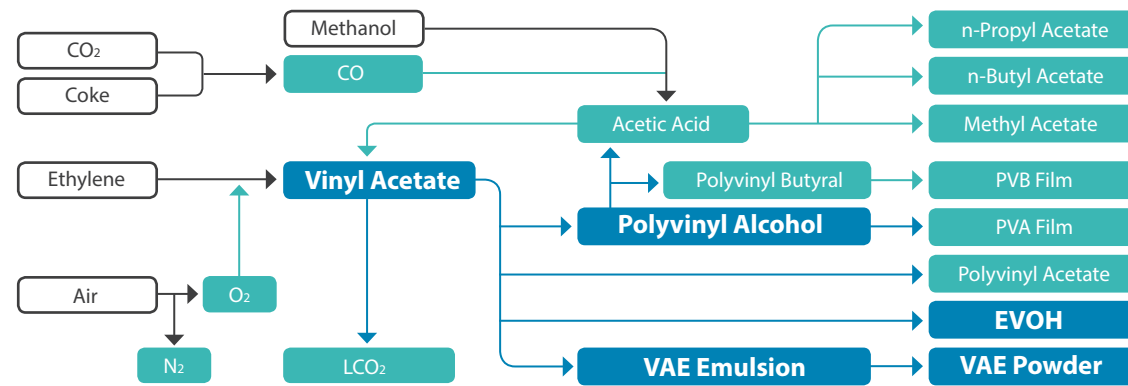 CO₂
Coke
Methanol
CO
n-Propyl Acetate
n-Butyl Acetate
Acetic Acid
Methyl Acetate
Ethylene
Vinyl Acetate
Polyvinyl Butyral
PVB Film
Polyvinyl Alcohol
PVA Film
Air
O₂
Polyvinyl Acetate
EVOH
N₂
LCO₂
VAE Emulsion
VAE Powder